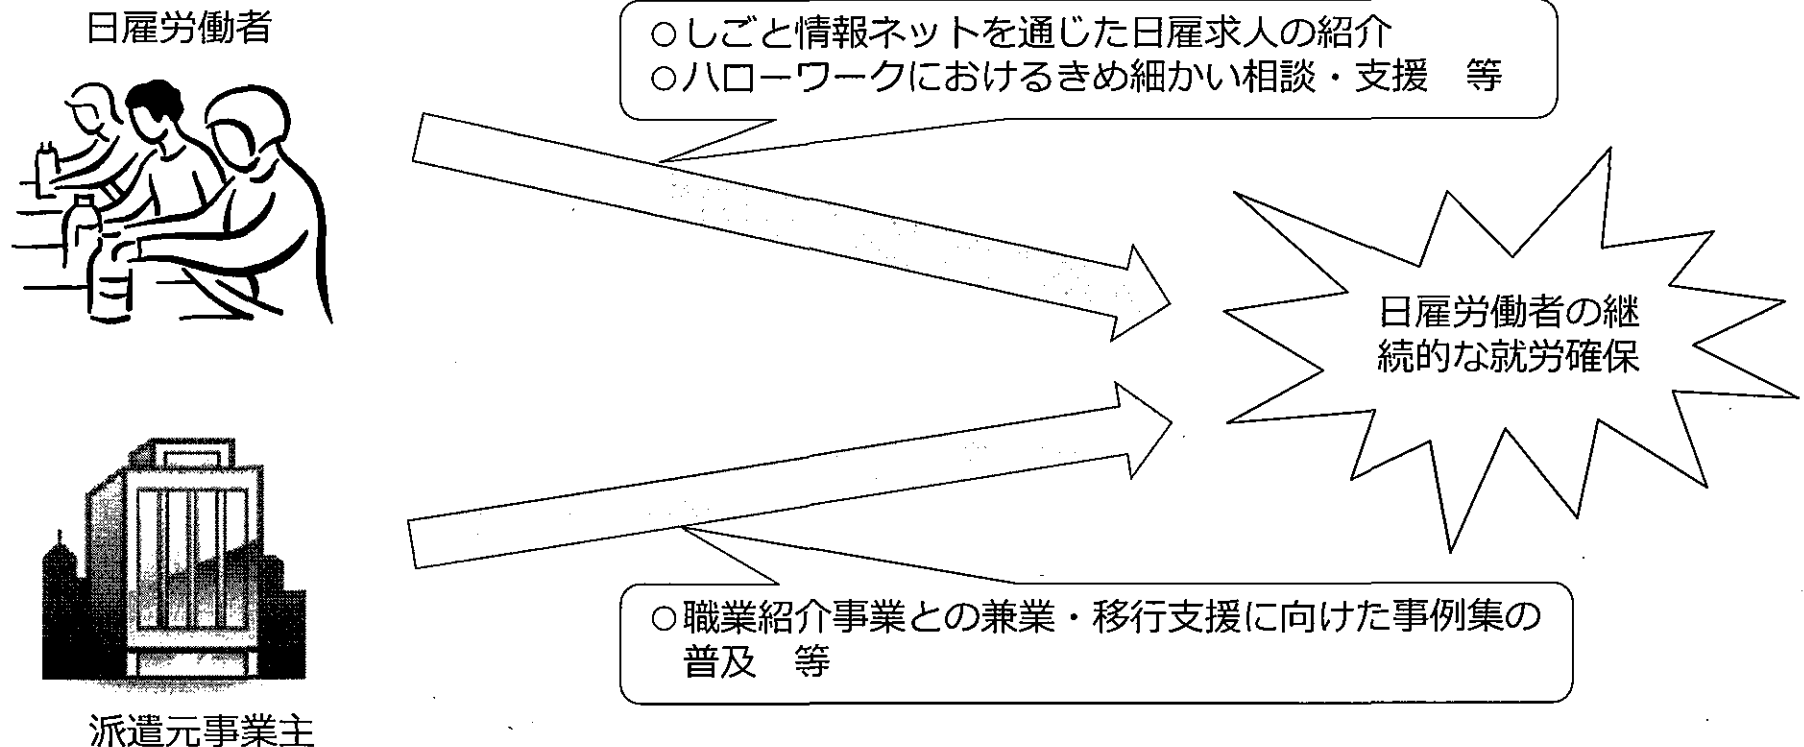 日雇労働者
○しごと情報ネットを通じた日雇求人の紹介
○ハローワークにおけるきめ細かい相談・支援　等
日雇労働者の継
続的な就労確保
○職業紹介事業との兼業・移行支援に向けた事例集の
普及　等
派遣元事業主